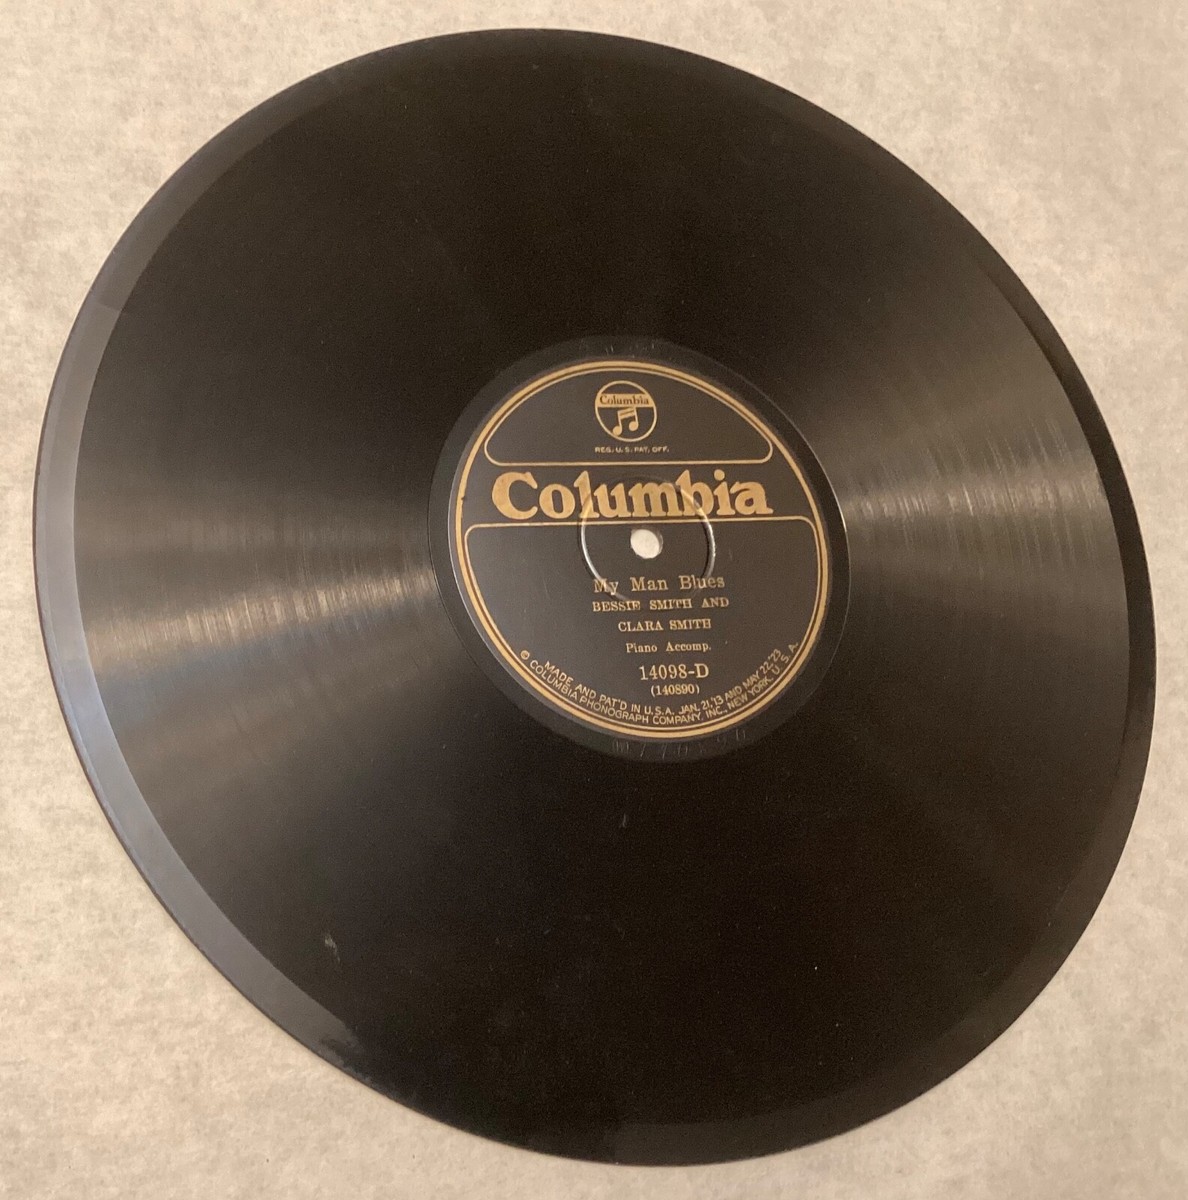 Columbia
REG. U. S. PAT. OFF.
Columbia
My Man Blues
BESSIE SMITH AND
CLARA SMITH
Piano Accomp.
14098-D
(140890)
MADE AND PAT'D IN U.S.A. JAN. 21,'13 AND MAY 22,'23
© COLUMBIA PHONOGRAPH COMPANY, INC., NEW YORK, U. S. A.